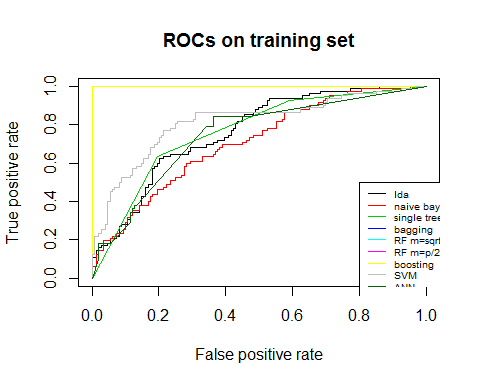 ROCs on training set
True positive rate
0.0 0.2 0.4 0.6 0.8 1.0
lda
naive bay
single tree
bagging
RF m=sqrt
RF m=p/2
boosting
SVM
ANN
0.0 0.2 0.4 0.6 0.8 1.0
False positive rate